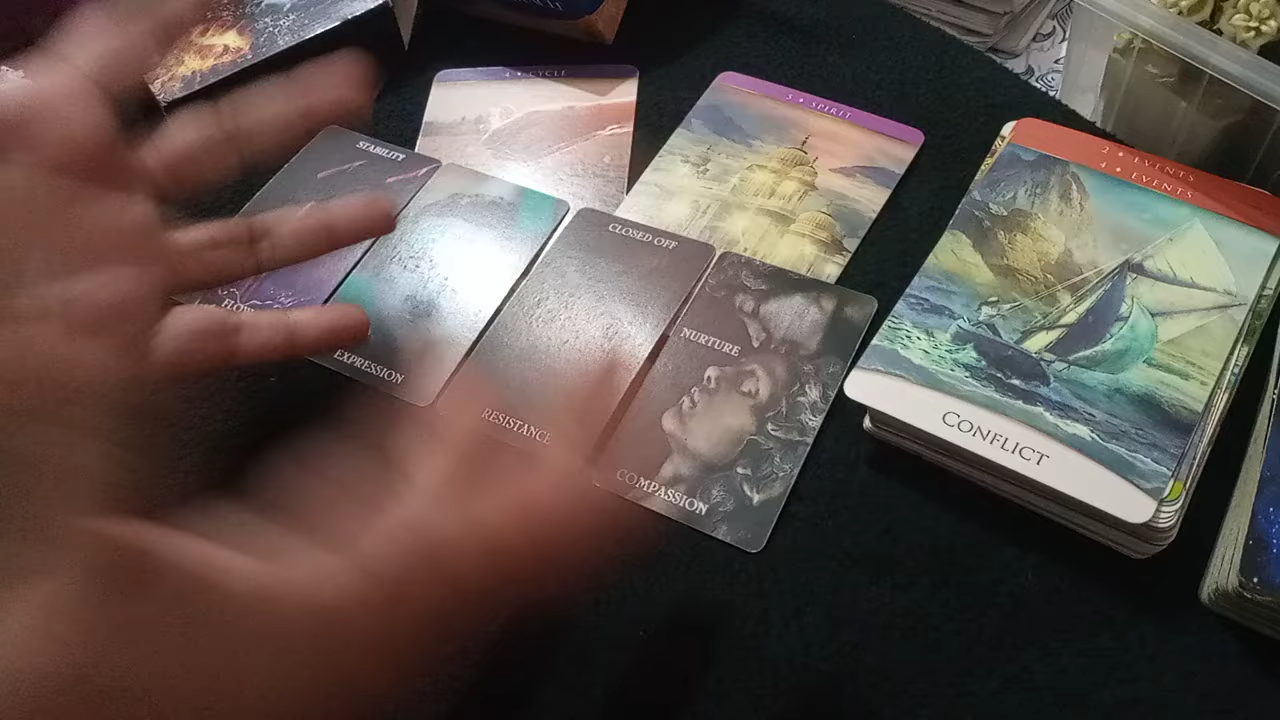 4 • CYCLE
5 • SPIRIT
2 • EVENTS
4 • EVENTS
STABILITY
CLOSED OFF
NURTURE
EXPRESSION
RESISTANCE
COMPASSION
CONFLICT